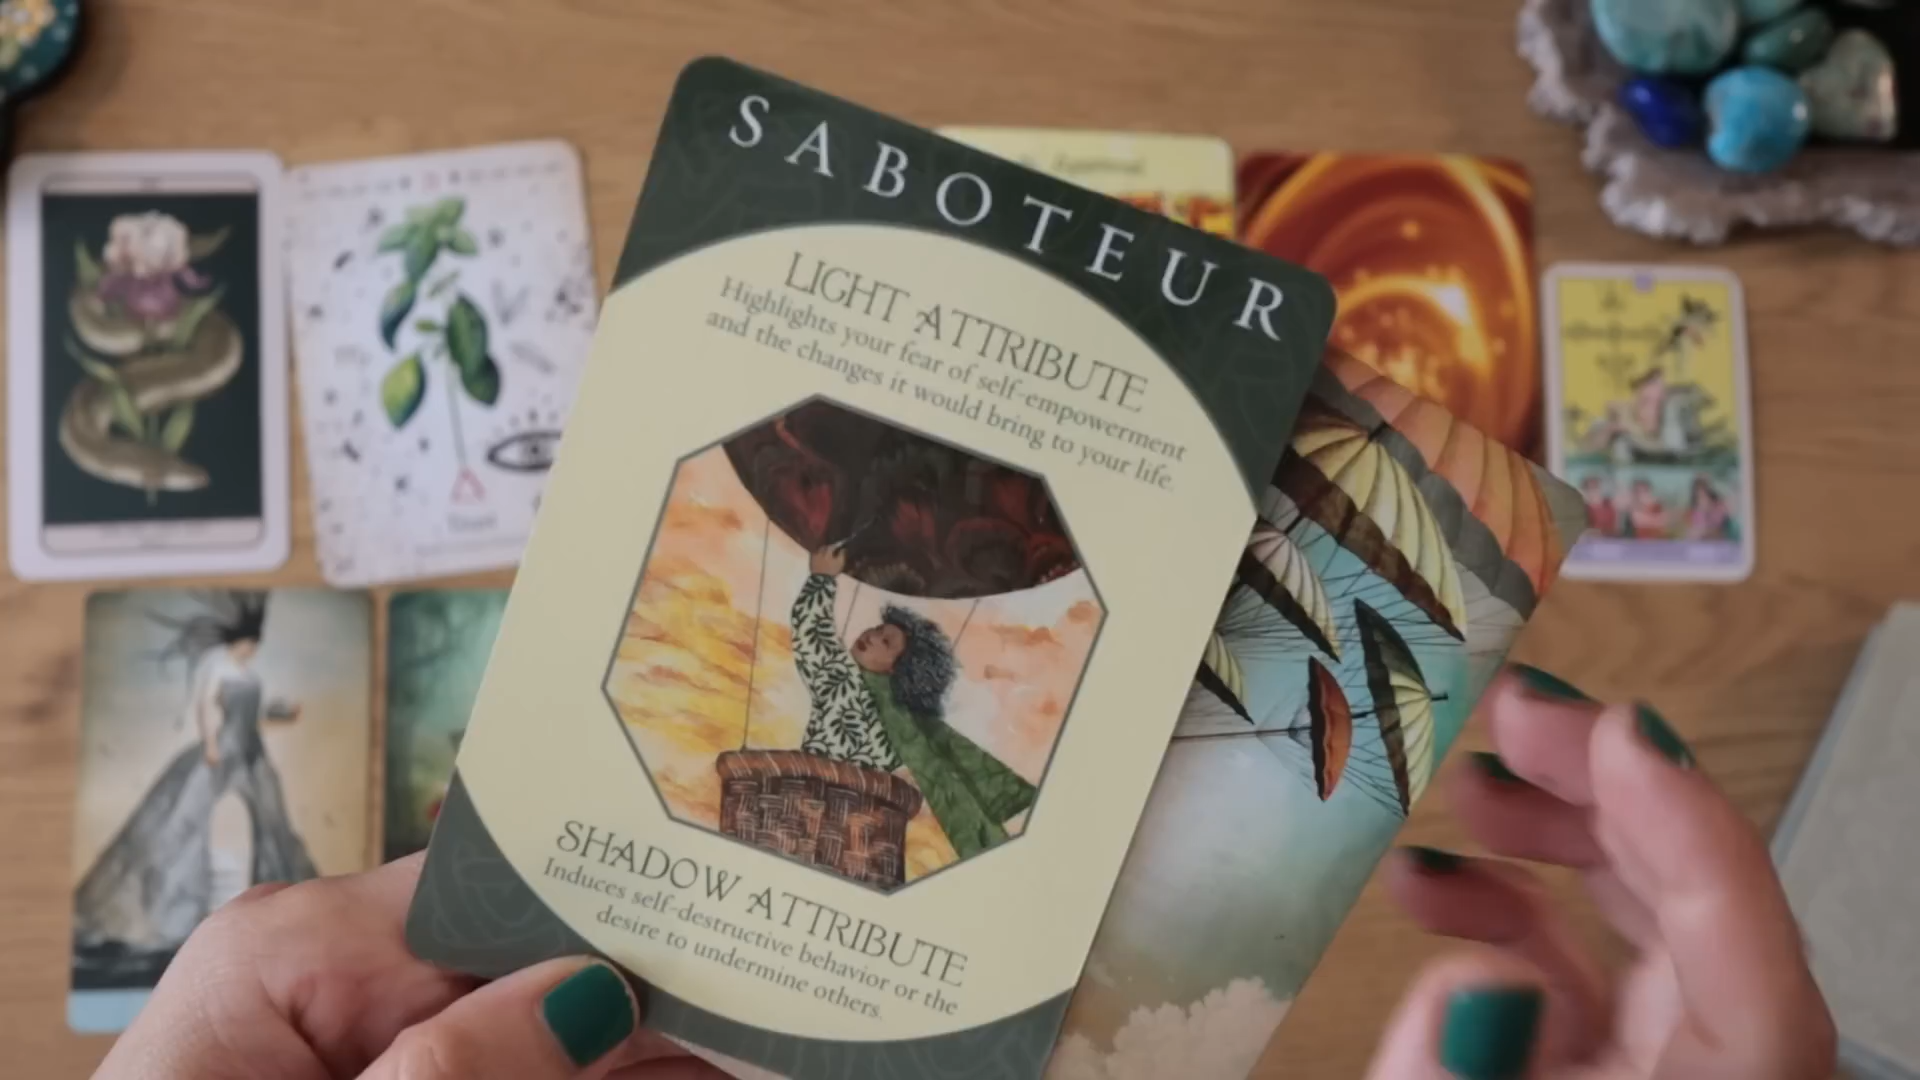 SABOTEUR
LIGHT ATTRIBUTE
Highlights your fear of self-empowerment
and the changes it would bring to your life.
SHADOW ATTRIBUTE
Induces self-destructive behavior or the
desire to undermine others.